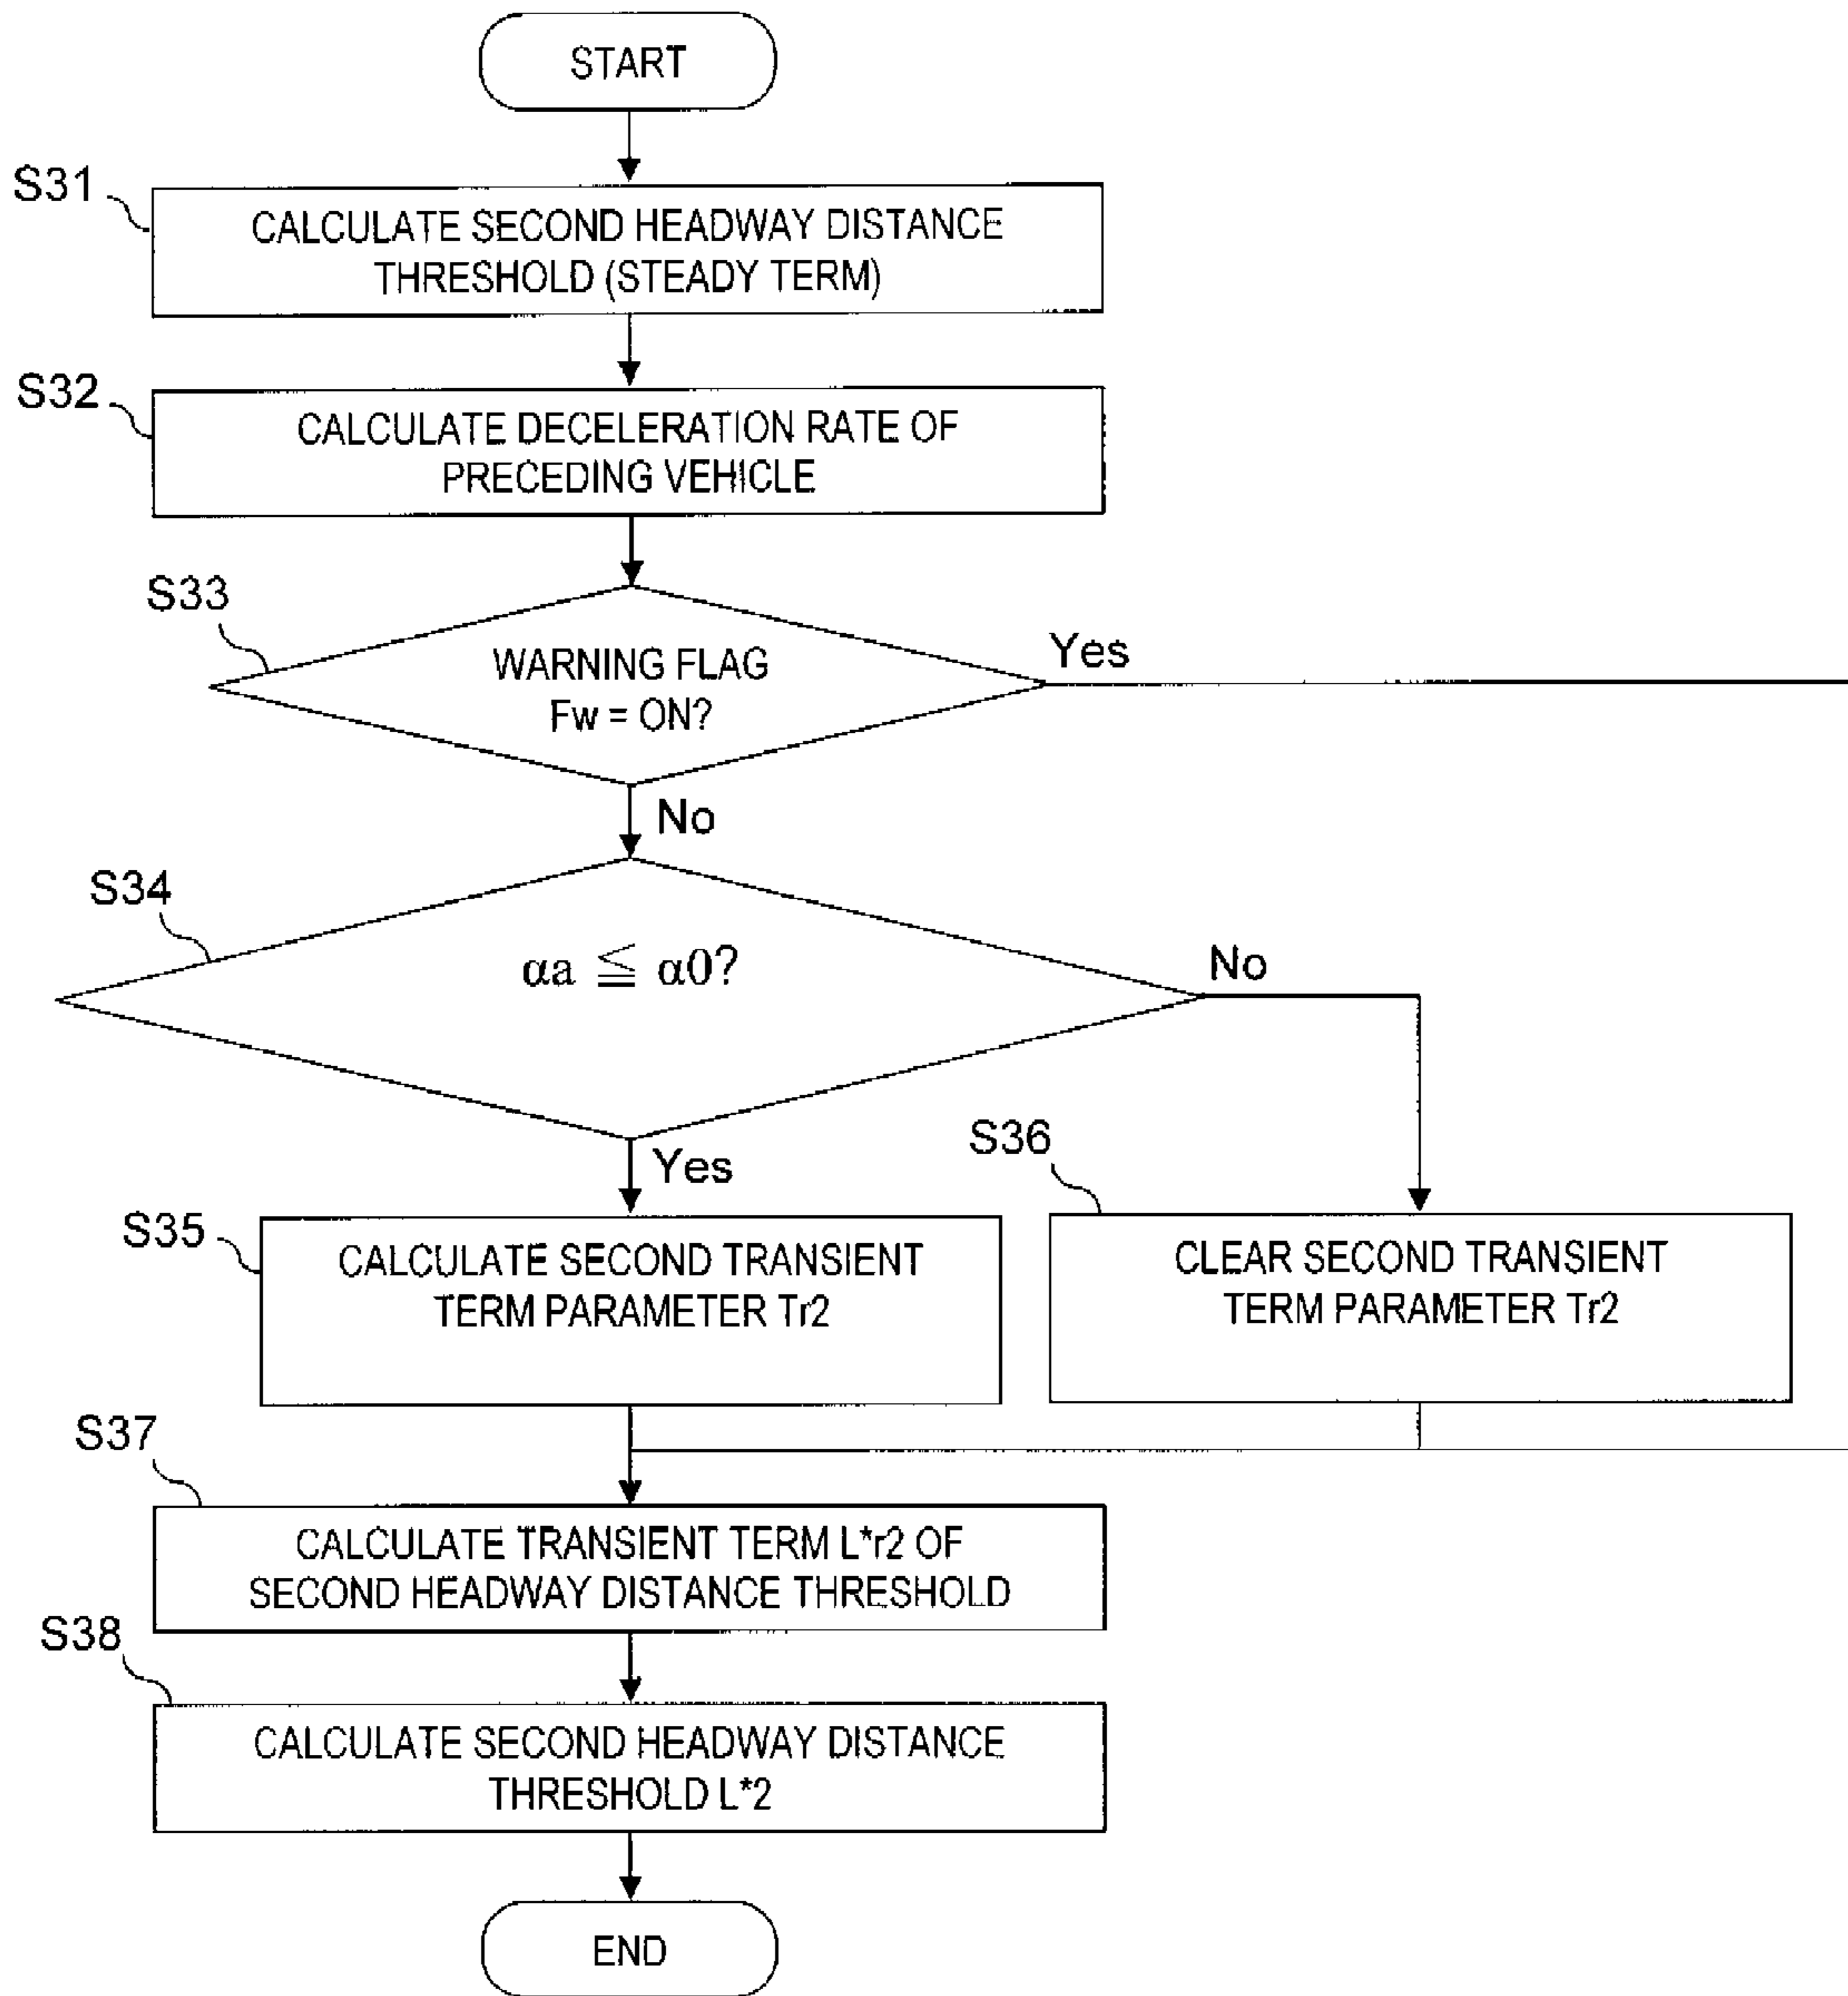 START
S31
CALCULATE SECOND HEADWAY DISTANCE
THRESHOLD (STEADY TERM)
S32
CALCULATE DECELERATION RATE OF
PRECEDING VEHICLE
S33
WARNING FLAG
Fw = ON?
Yes
No
S34
αa ≦ α0?
No
Yes
S35
CALCULATE SECOND TRANSIENT
TERM PARAMETER Tr2
S36
CLEAR SECOND TRANSIENT
TERM PARAMETER Tr2
S37
CALCULATE TRANSIENT TERM L*r2 OF
SECOND HEADWAY DISTANCE THRESHOLD
S38
CALCULATE SECOND HEADWAY DISTANCE
THRESHOLD L*2
END